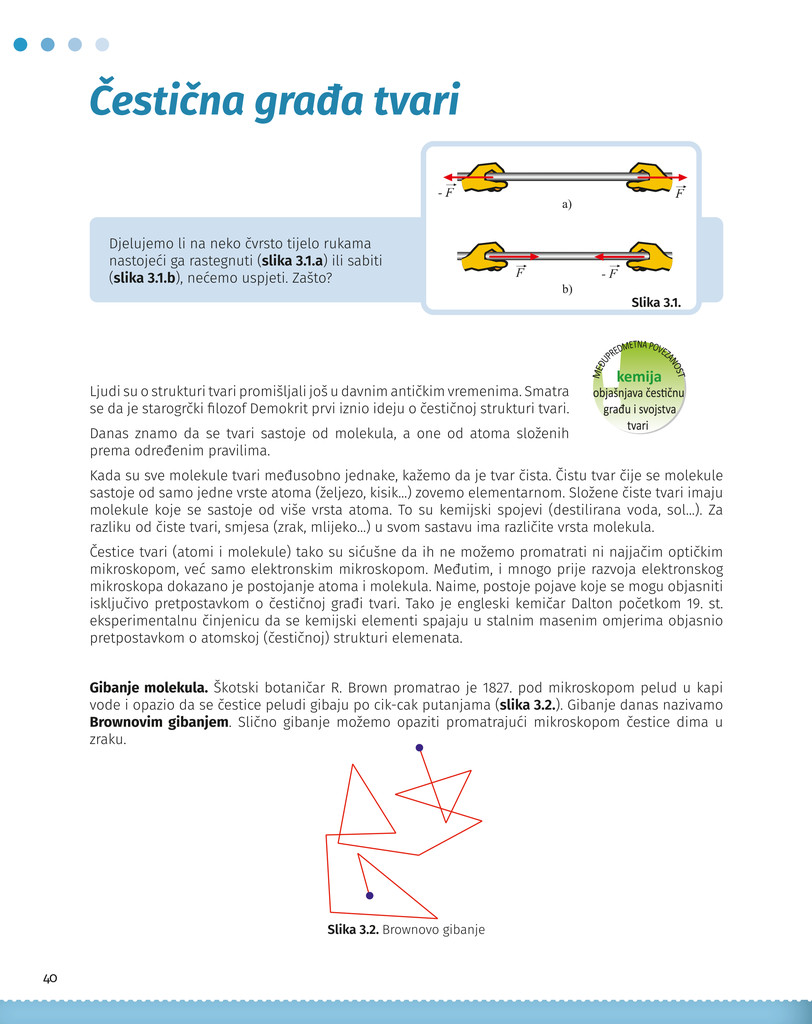 Čestična građa tvari
- F
F
a)
Djelujemo li na neko čvrsto tijelo rukama
nastojeći ga rastegnuti (slika 3.1.a) ili sabiti
(slika 3.1.b), nećemo uspjeti. Zašto?
F
- F
b)
Slika 3.1.
MEĐUPREDMETNA POVEZANOST
kemija
objašnjava čestičnu
građu i svojstva
tvari
Ljudi su o strukturi tvari promišljali još u davnim antičkim vremenima. Smatra
se da je starogrčki filozof Demokrit prvi iznio ideju o čestičnoj strukturi tvari.
Danas znamo da se tvari sastoje od molekula, a one od atoma složenih
prema određenim pravilima.
Kada su sve molekule tvari međusobno jednake, kažemo da je tvar čista. Čistu tvar čije se molekule
sastoje od samo jedne vrste atoma (željezo, kisik...) zovemo elementarnom. Složene čiste tvari imaju
molekule koje se sastoje od više vrsta atoma. To su kemijski spojevi (destilirana voda, sol...). Za
razliku od čiste tvari, smjesa (zrak, mlijeko...) u svom sastavu ima različite vrsta molekula.
Čestice tvari (atomi i molekule) tako su sićušne da ih ne možemo promatrati ni najjačim optičkim
mikroskopom, već samo elektronskim mikroskopom. Međutim, i mnogo prije razvoja elektronskog
mikroskopa dokazano je postojanje atoma i molekula. Naime, postoje pojave koje se mogu objasniti
isključivo pretpostavkom o čestičnoj građi tvari. Tako je engleski kemičar Dalton početkom 19. st.
eksperimentalnu činjenicu da se kemijski elementi spajaju u stalnim masenim omjerima objasnio
pretpostavkom o atomskoj (čestičnoj) strukturi elemenata.
Gibanje molekula. Škotski botaničar R. Brown promatrao je 1827. pod mikroskopom pelud u kapi
vode i opazio da se čestice peludi gibaju po cik-cak putanjama (slika 3.2.). Gibanje danas nazivamo
Brownovim gibanjem. Slično gibanje možemo opaziti promatrajući mikroskopom čestice dima u
zraku.
Slika 3.2. Brownovo gibanje
40